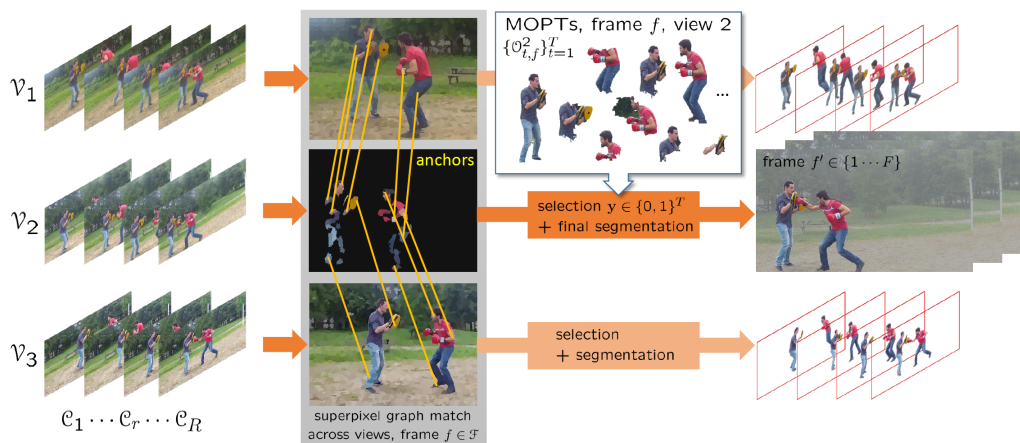 𝒱₁
MOPTs, frame f, view 2
{𝒪²ₜ,𝒻}ᵀₜ₌₁
...
anchors
frame f′ ∈ {1 ⋯ F}
𝒱₂
selection y ∈ {0, 1}ᵀ
+ final segmentation
𝒱₃
selection
+ segmentation
𝒞₁ ⋯ 𝒞ᵣ ⋯ 𝒞_R
superpixel graph match
across views, frame f ∈ ℱ